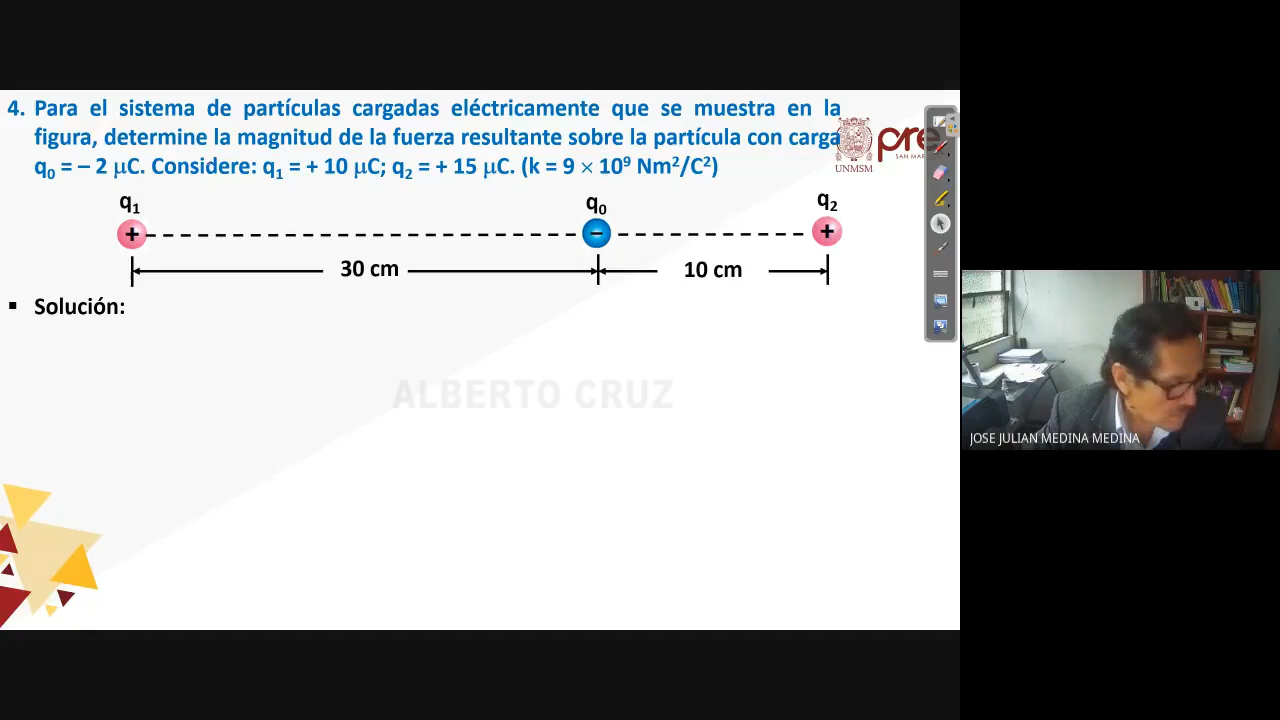 4. Para el sistema de partículas cargadas eléctricamente que se muestra en la
figura, determine la magnitud de la fuerza resultante sobre la partícula con carga
q₀ = – 2 μC. Considere: q₁ = + 10 μC; q₂ = + 15 μC. (k = 9 × 10⁹ Nm²/C²)
pre
SAN MAR
UNMSM
q₁ q₀ q₂
+ – +
30 cm 10 cm
▪ Solución:
ALBERTO CRUZ
JOSE JULIAN MEDINA MEDINA